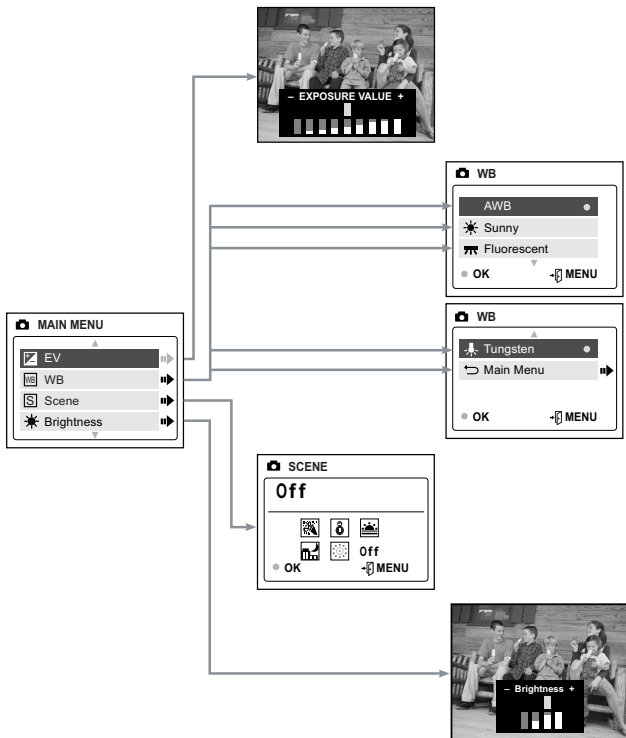 – EXPOSURE VALUE +
WB
AWB
Sunny
Fluorescent
OK MENU
WB
Tungsten
Main Menu
OK MENU
MAIN MENU
EV
WB WB
S Scene
Brightness
SCENE
Off
Off
OK MENU
– Brightness +